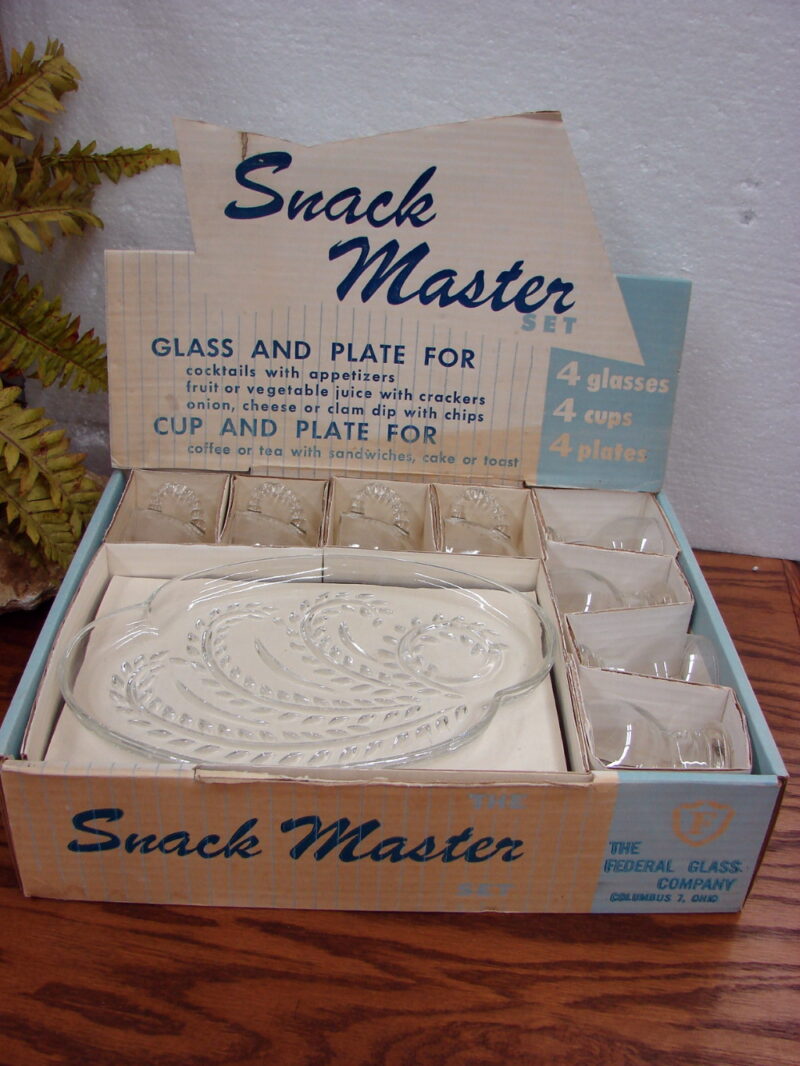 Snack
Master
SET
GLASS AND PLATE FOR
cocktails with appetizers
fruit or vegetable juice with crackers
onion, cheese or clam dip with chips
CUP AND PLATE FOR
coffee or tea with sandwiches, cake or toast
4 glasses
4 cups
4 plates
THE
Snack Master
SET
F
THE
FEDERAL GLASS
COMPANY
COLUMBUS 7, OHIO